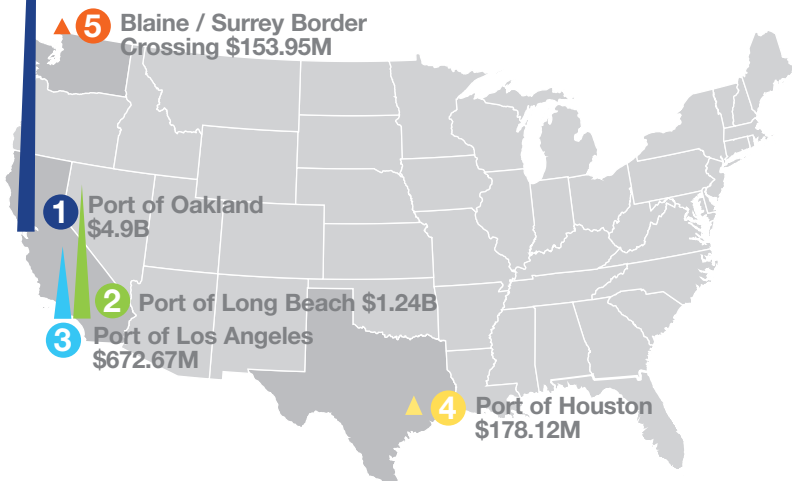 5 Blaine / Surrey Border
Crossing $153.95M
1 Port of Oakland
$4.9B
2 Port of Long Beach $1.24B
3 Port of Los Angeles
$672.67M
4 Port of Houston
$178.12M